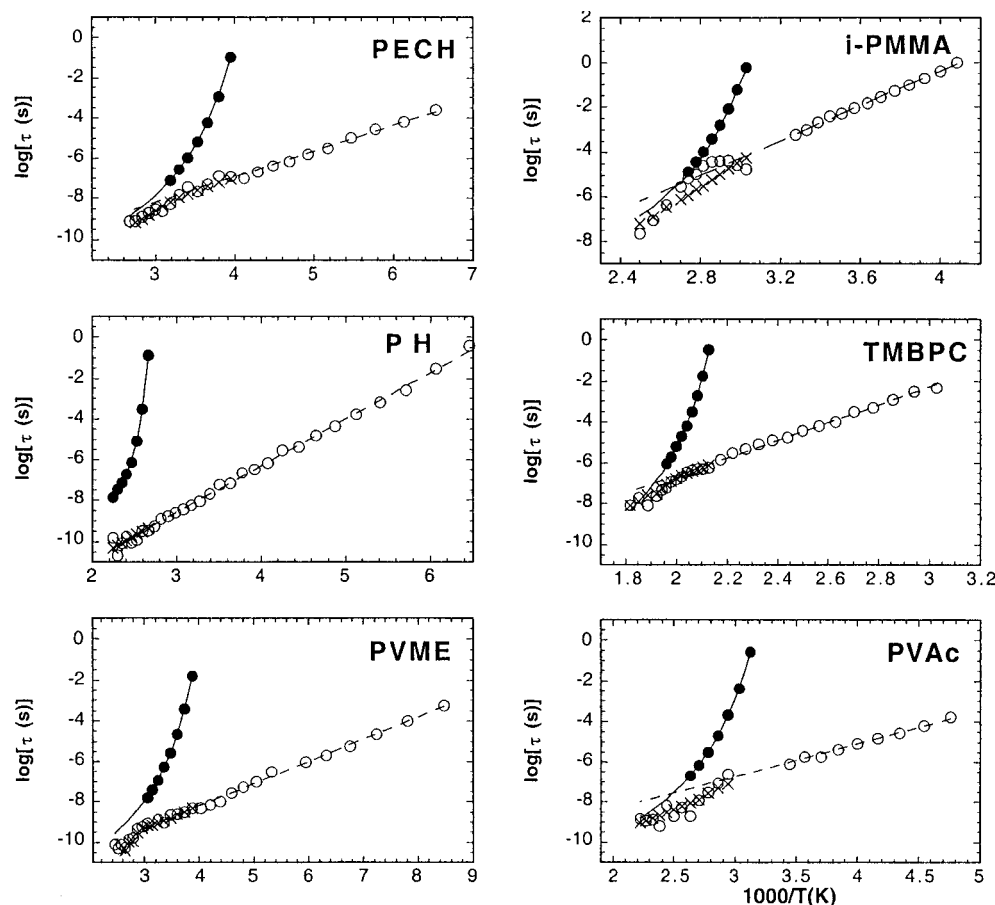 PECH
log[τ (s)]
0
-2
-4
-6
-8
-10
3 4 5 6 7
i-PMMA
log[τ (s)]
2
0
-2
-4
-6
-8
2.4 2.8 3.2 3.6 4
P H
log[τ (s)]
0
-2
-4
-6
-8
-10
2 3 4 5 6
TMBPC
log[τ (s)]
0
-2
-4
-6
-8
-10
1.8 2 2.2 2.4 2.6 2.8 3 3.2
PVME
log[τ (s)]
0
-2
-4
-6
-8
-10
3 4 5 6 7 8 9
PVAc
log[τ (s)]
0
-2
-4
-6
-8
-10
2 2.5 3 3.5 4 4.5 5
1000/T(K)